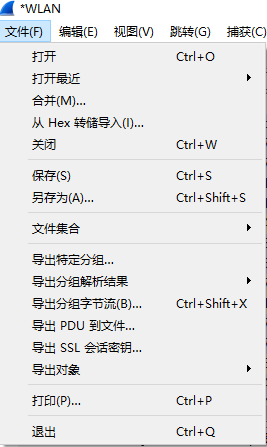 *WLAN
文件(F) 编辑(E) 视图(V) 跳转(G) 捕获(C)
打开 Ctrl+O
打开最近
合并(M)...
从 Hex 转储导入(I)...
关闭 Ctrl+W
保存(S) Ctrl+S
另存为(A)... Ctrl+Shift+S
文件集合
导出特定分组...
导出分组解析结果
导出分组字节流(B)... Ctrl+Shift+X
导出 PDU 到文件...
导出 SSL 会话密钥...
导出对象
打印(P)... Ctrl+P
退出 Ctrl+Q